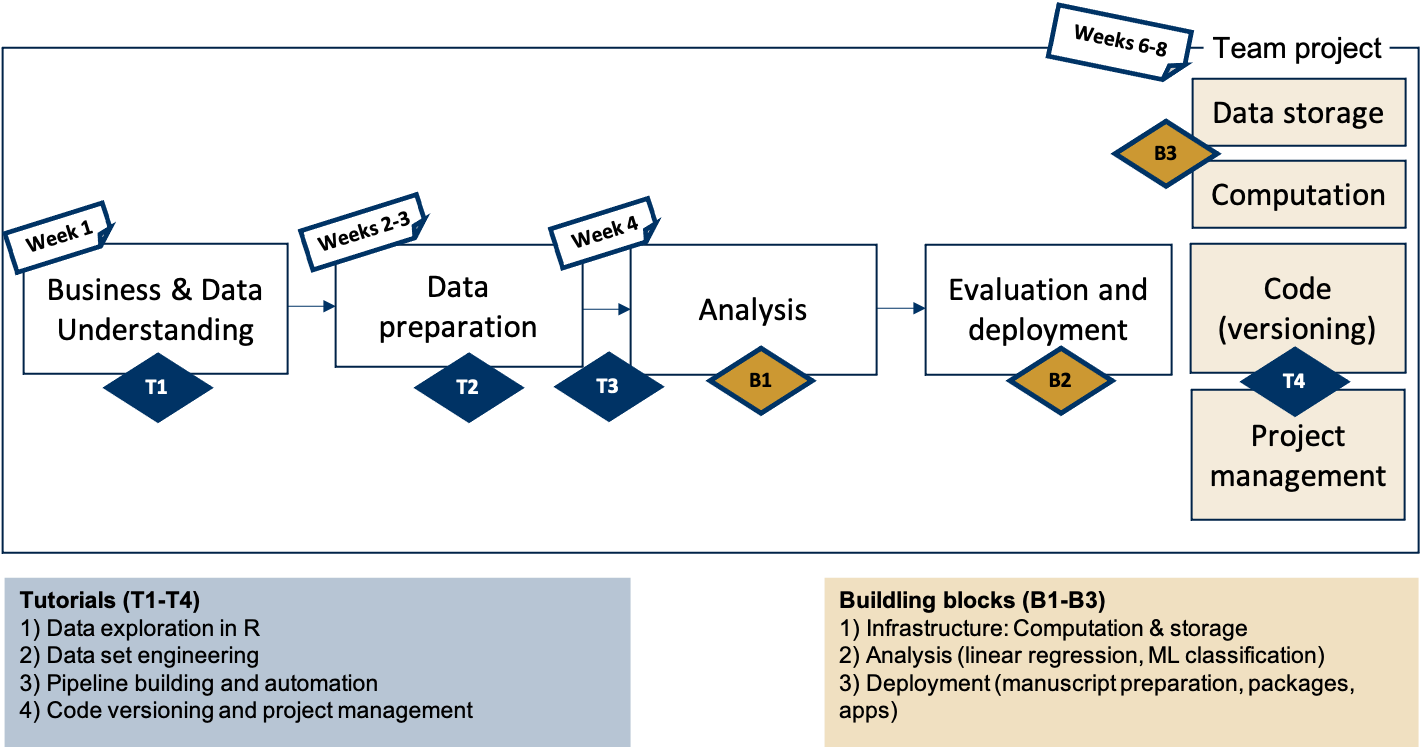 Weeks 6-8
Team project
Data storage
B3
Computation
Week 1
Business & Data
Understanding
T1
Weeks 2-3
Data
preparation
T2
Week 4
T3
Analysis
B1
Evaluation and
deployment
B2
Code
(versioning)
T4
Project
management
Tutorials (T1-T4)
1) Data exploration in R
2) Data set engineering
3) Pipeline building and automation
4) Code versioning and project management
Buildling blocks (B1-B3)
1) Infrastructure: Computation & storage
2) Analysis (linear regression, ML classification)
3) Deployment (manuscript preparation, packages,
apps)